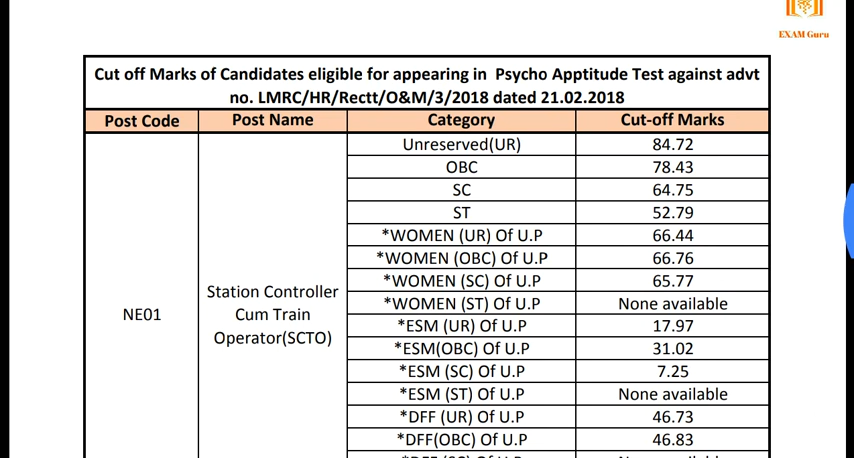 EXAM Guru
Cut off Marks of Candidates eligible for appearing in Psycho Apptitude Test against advt
no. LMRC/HR/Rectt/O&M/3/2018 dated 21.02.2018
Post Code Post Name Category Cut-off Marks
Unreserved(UR) 84.72
OBC 78.43
SC 64.75
ST 52.79
*WOMEN (UR) Of U.P 66.44
*WOMEN (OBC) Of U.P 66.76
*WOMEN (SC) Of U.P 65.77
Station Controller
*WOMEN (ST) Of U.P None available
NE01 Cum Train
*ESM (UR) Of U.P 17.97
Operator(SCTO)
*ESM(OBC) Of U.P 31.02
*ESM (SC) Of U.P 7.25
*ESM (ST) Of U.P None available
*DFF (UR) Of U.P 46.73
*DFF(OBC) Of U.P 46.83